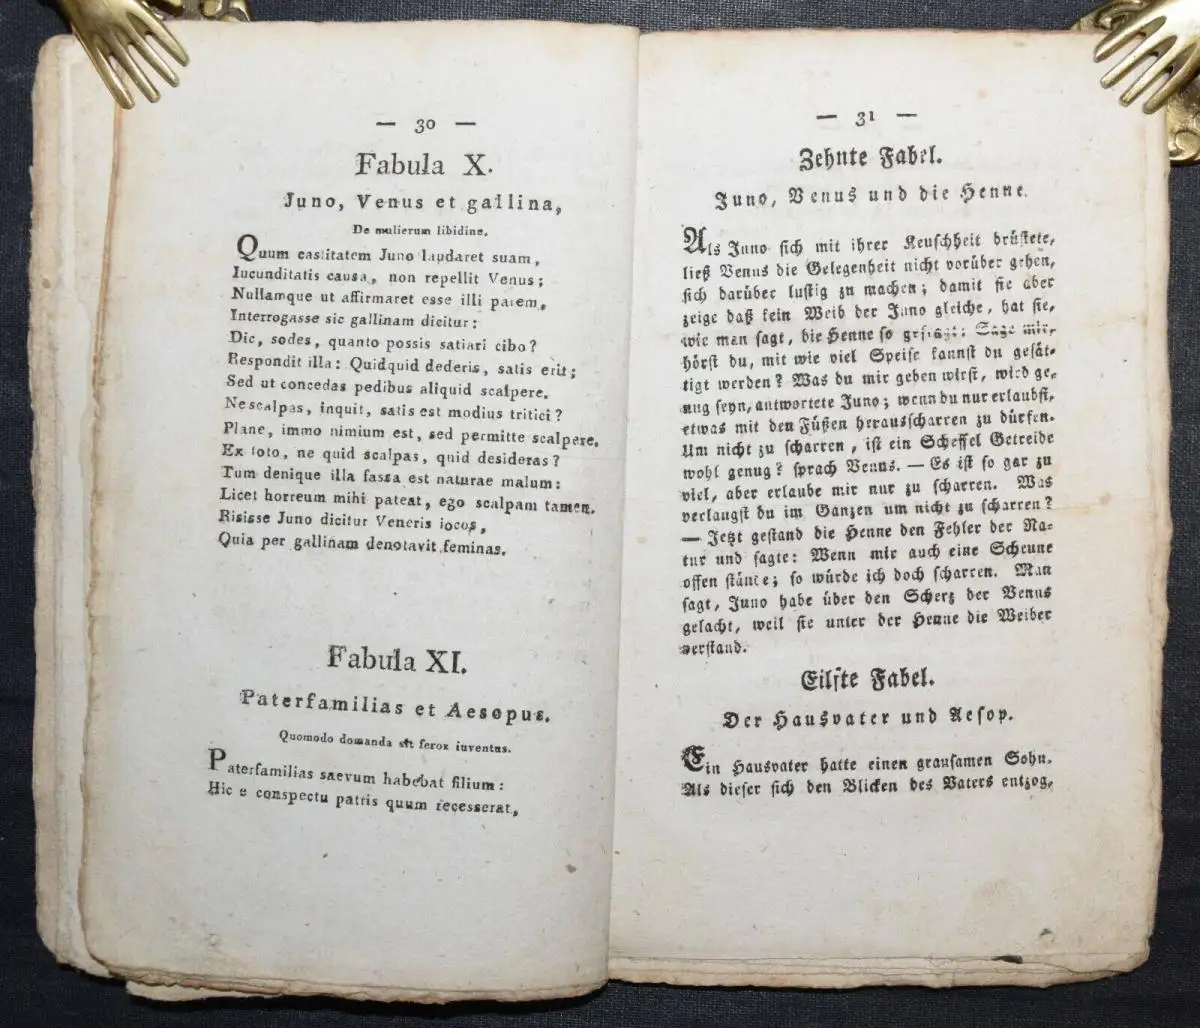 — 30 —
Fabula X.
Juno, Venus et gallina,
De mulierum libidine.
Quum castitatem Juno laudaret suam,
Iucunditatis causa, non repellit Venus;
Nullamque ut affirmaret esse illi parem,
Interrogasse sic gallinam dicitur:
Dic, sodes, quanto possis satiari cibo?
Respondit illa: Quidquid dederis, satis erit;
Sed ut concedas pedibus aliquid scalpere.
Ne scalpas, inquit, satis est modius tritici?
Plane, immo nimium est, sed permitte scalpere.
Ex toto, ne quid scalpas, quid desideras?
Tum denique illa fassa est naturae malum:
Licet horreum mihi pateat, ego scalpam tamen.
Risisse Juno dicitur Veneris iocos,
Quia per gallinam denotavit feminas.
Fabula XI.
Paterfamilias et Aesopus.
Quomodo domanda sit ferox iuventus.
Paterfamilias saevum habebat filium:
Hic e conspectu patris quum recesserat,
— 31 —
Zehnte Fabel.
Juno, Venus und die Henne.
Als Juno sich mit ihrer Keuschheit brüstete,
ließ Venus die Gelegenheit nicht vorüber gehen,
sich darüber lustig zu machen; damit sie aber
zeige daß kein Weib der Juno gleiche, hat sie,
wie man sagt, die Henne so gefragt: Sage mir,
hörst du, mit wie viel Speise kannst du gesät-
tigt werden? Was du mir geben wirst, wird ge-
nug seyn, antwortete Juno; wenn du nur erlaubst,
etwas mit den Füßen herausscharren zu dürfen.
Um nicht zu scharren, ist ein Scheffel Getreide
wohl genug? sprach Venus. — Es ist so gar zu
viel, aber erlaube mir nur zu scharren. Was
verlangst du im Ganzen um nicht zu scharren?
— Jetzt gestand die Henne den Fehler der Na-
tur und sagte: Wenn mir auch eine Scheune
offen stände; so würde ich doch scharren. Man
sagt, Juno habe über den Scherz der Venus
gelacht, weil sie unter der Henne die Weiber
verstand.
Eilfte Fabel.
Der Hausvater und Aesop.
Ein Hausvater hatte einen grausamen Sohn.
Als dieser sich den Blicken des Vaters entzog,